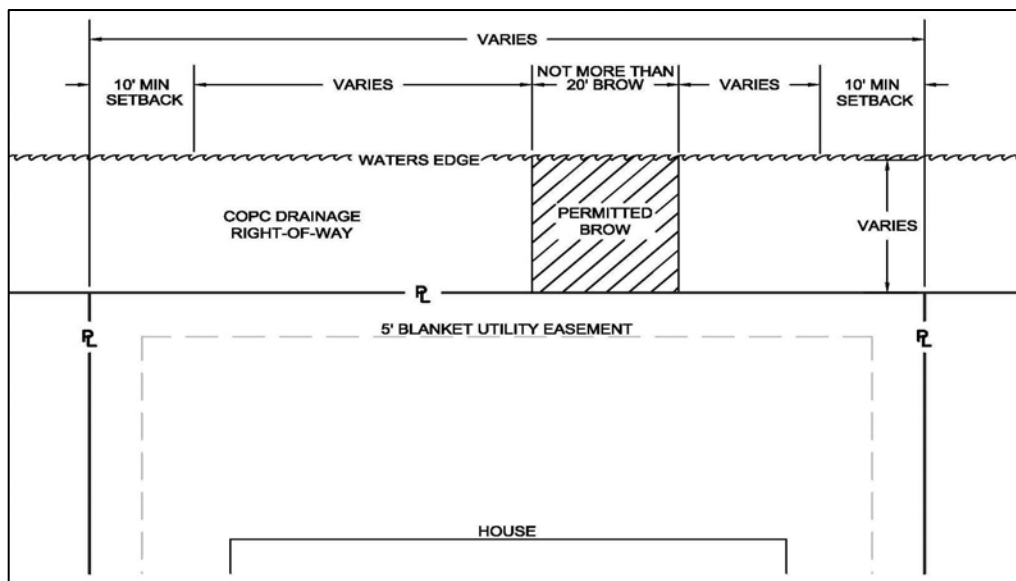 VARIES
10' MIN
SETBACK
VARIES
NOT MORE THAN
20' BROW
VARIES
10' MIN
SETBACK
WATERS EDGE
COPC DRAINAGE
RIGHT-OF-WAY
PERMITTED
BROW
VARIES
PL
PL
5' BLANKET UTILITY EASEMENT
PL
HOUSE